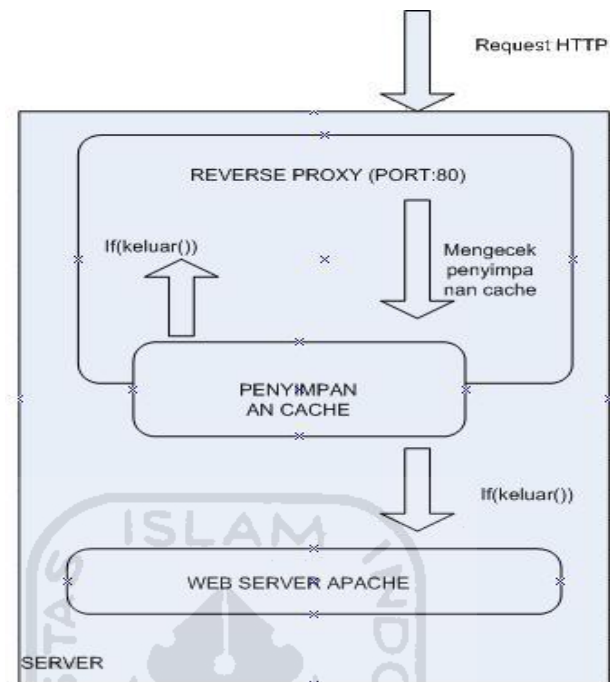 Request HTTP
REVERSE PROXY (PORT:80)
If(keluar())
Mengecek
penyimpa
nan cache
PENYIMPAN
AN CACHE
If(keluar())
ISLAM
WEB SERVER APACHE
SERVER